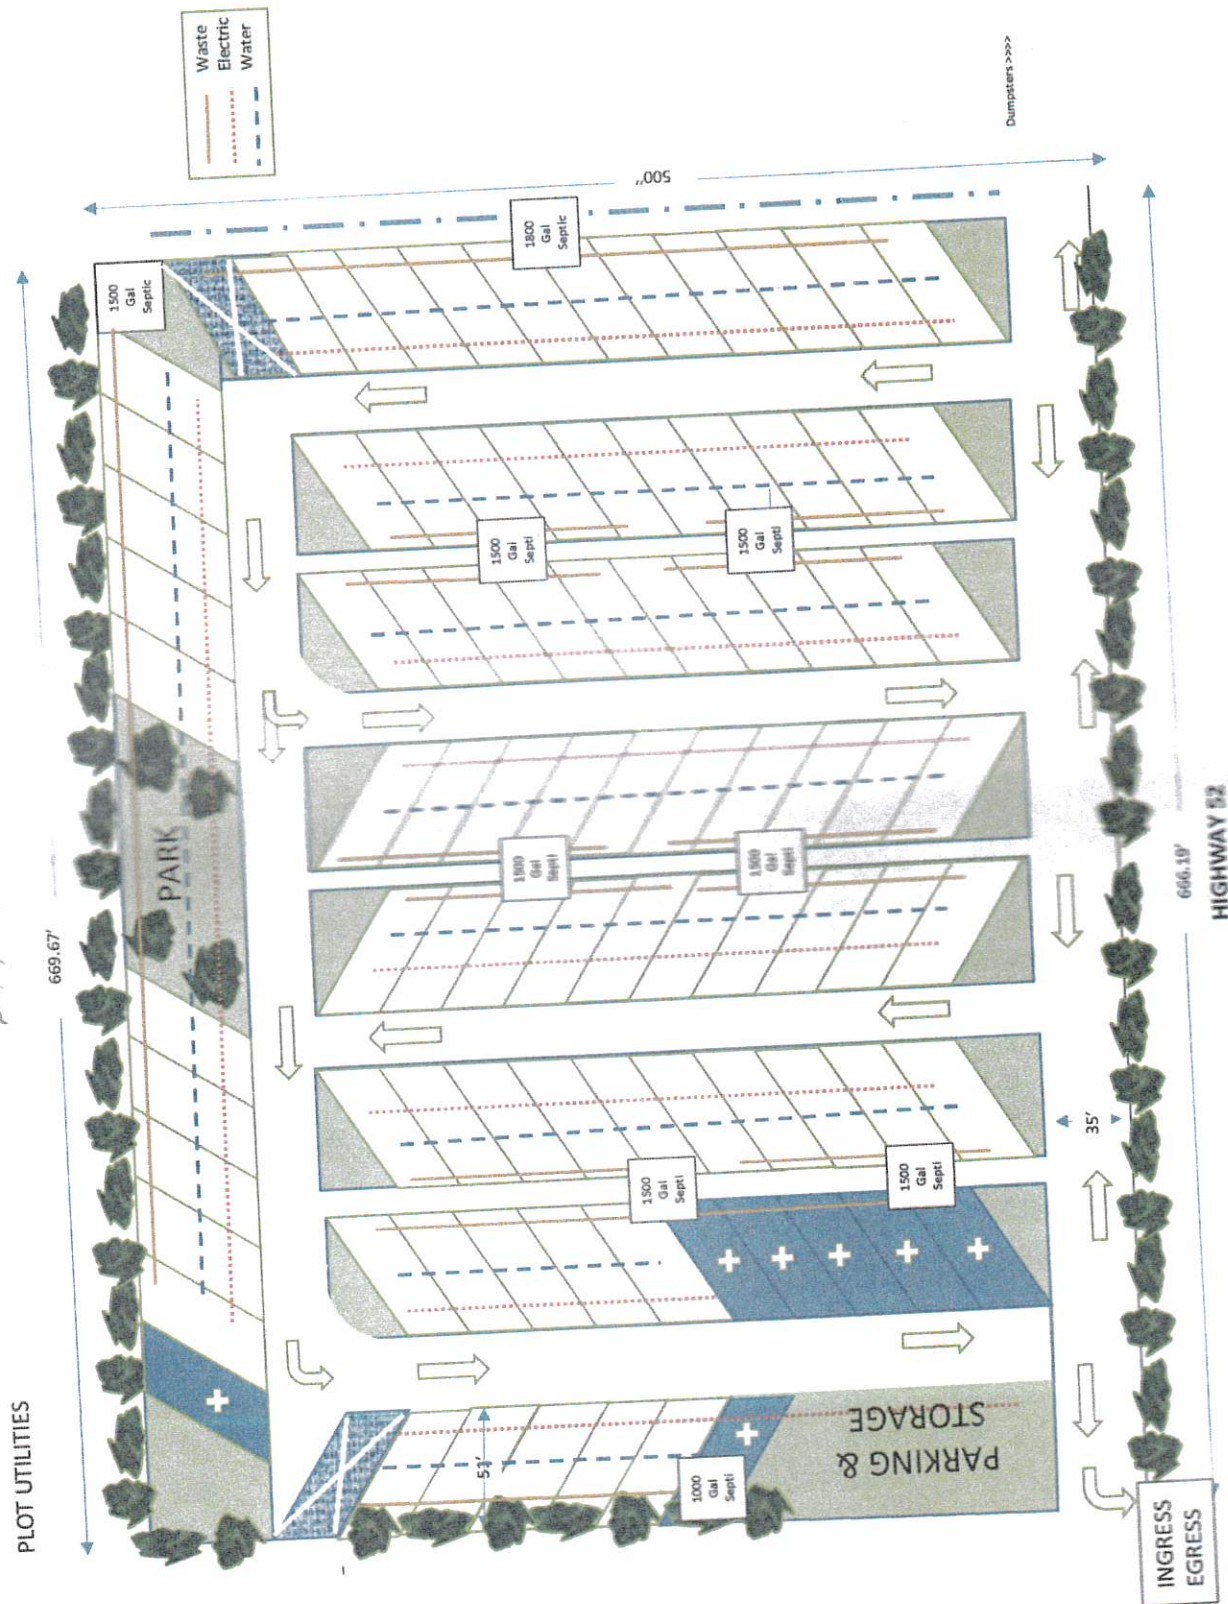 PLOT UTILITIES
Waste
Electric
Water
669.67'
500"
1500
Gal
Septic
1800
Gal
Septic
Dumpsters >>>>
PARK
1500
Gal
Septi
1500
Gal
Septi
1500
Gal
Septi
1500
Gal
Septi
1500
Gal
Septi
1500
Gal
Septi
1000
Gal
Septi
PARKING &
STORAGE
35'
666.19'
HIGHWAY 52
INGRESS
EGRESS